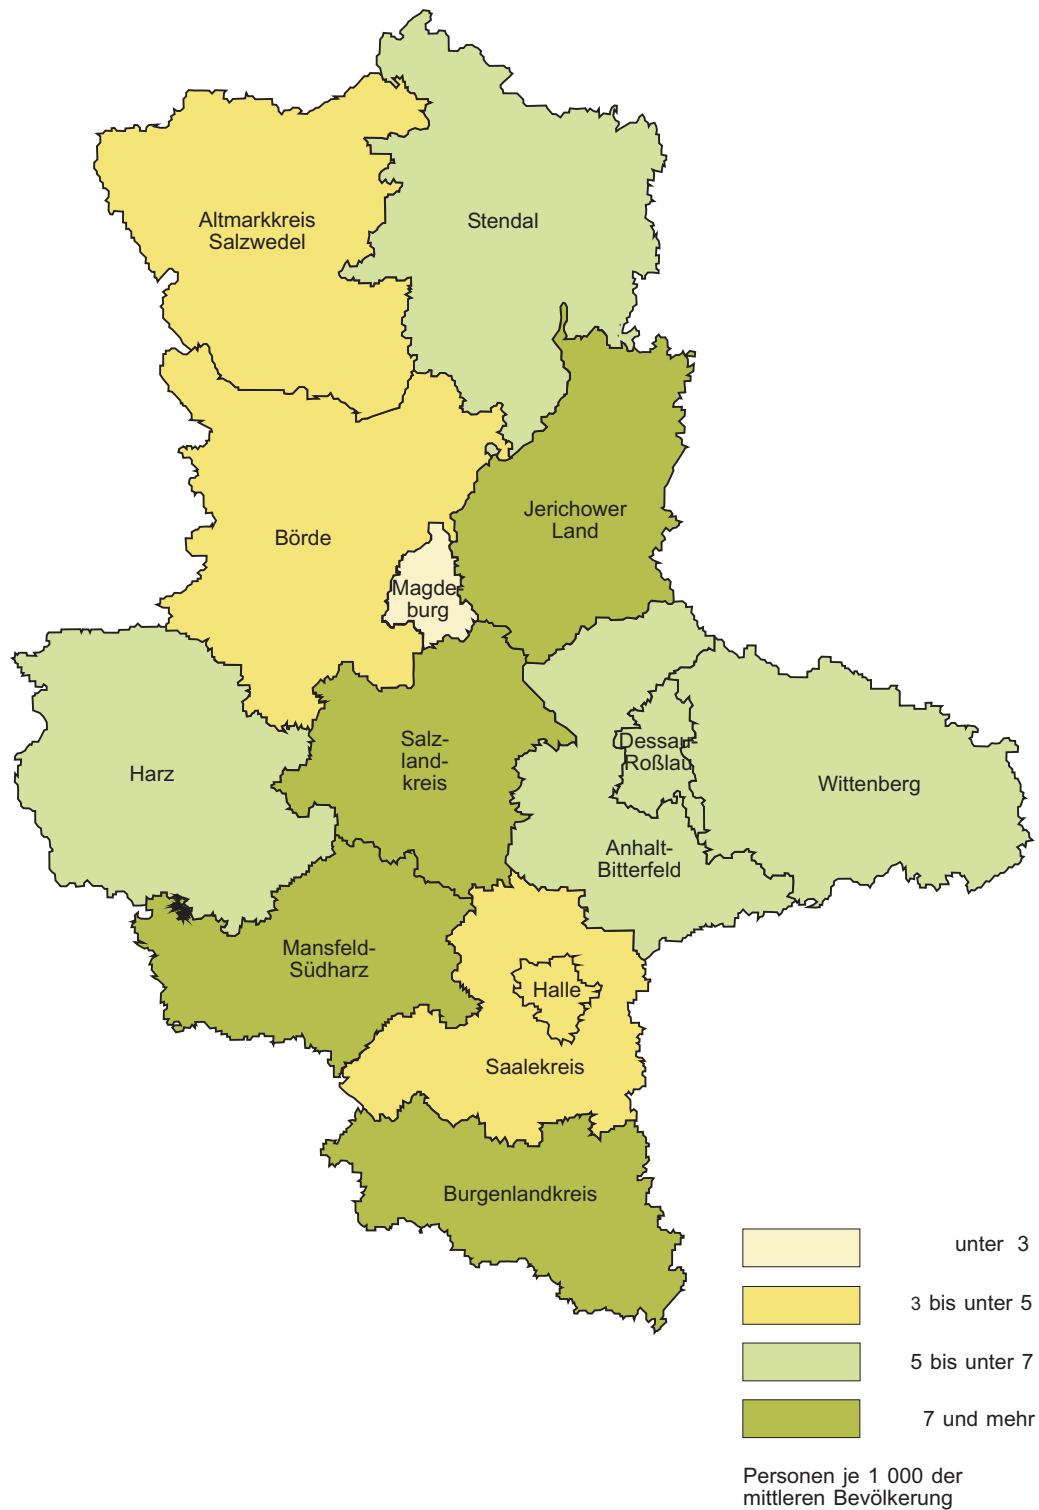 Altmarkkreis
Salzwedel
Stendal
Jerichower
Land
Börde
Magde-
burg
Harz
Salz-
land-
kreis
Dessau-
Roßlau
Wittenberg
Anhalt-
Bitterfeld
Mansfeld-
Südharz
Halle
Saalekreis
Burgenlandkreis
unter 3
3 bis unter 5
5 bis unter 7
7 und mehr
Personen je 1 000 der
mittleren Bevölkerung